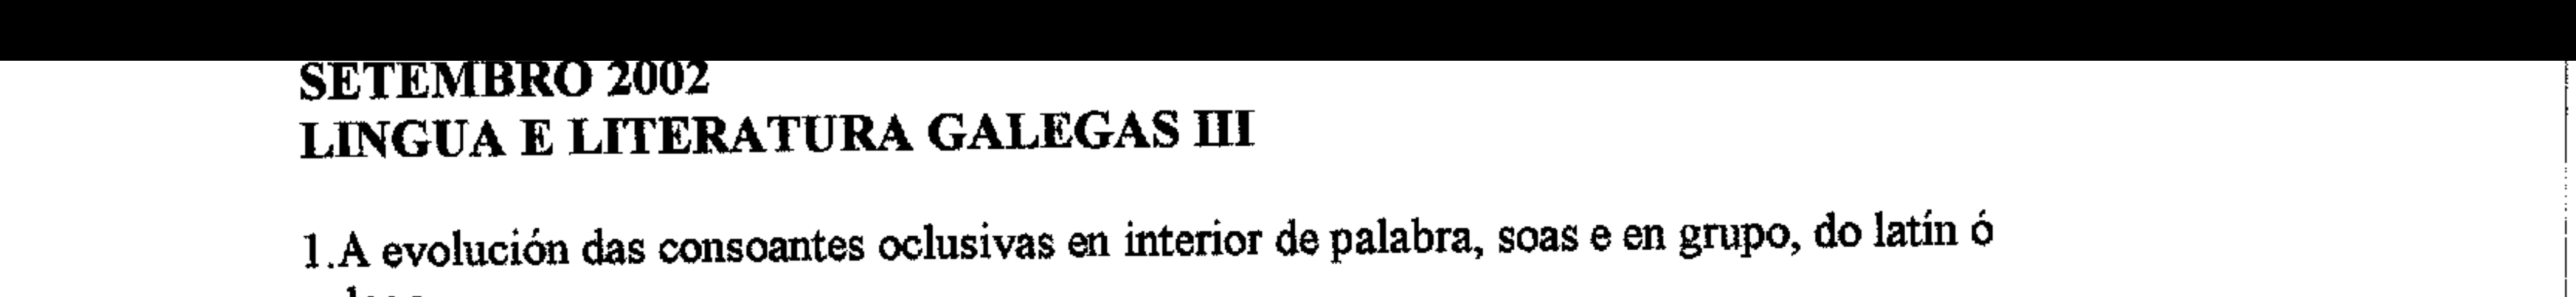 SETEMBRO 2002
LINGUA E LITERATURA GALEGAS III
1.A evolución das consoantes oclusivas en interior de palabra, soas e en grupo, do latín ó